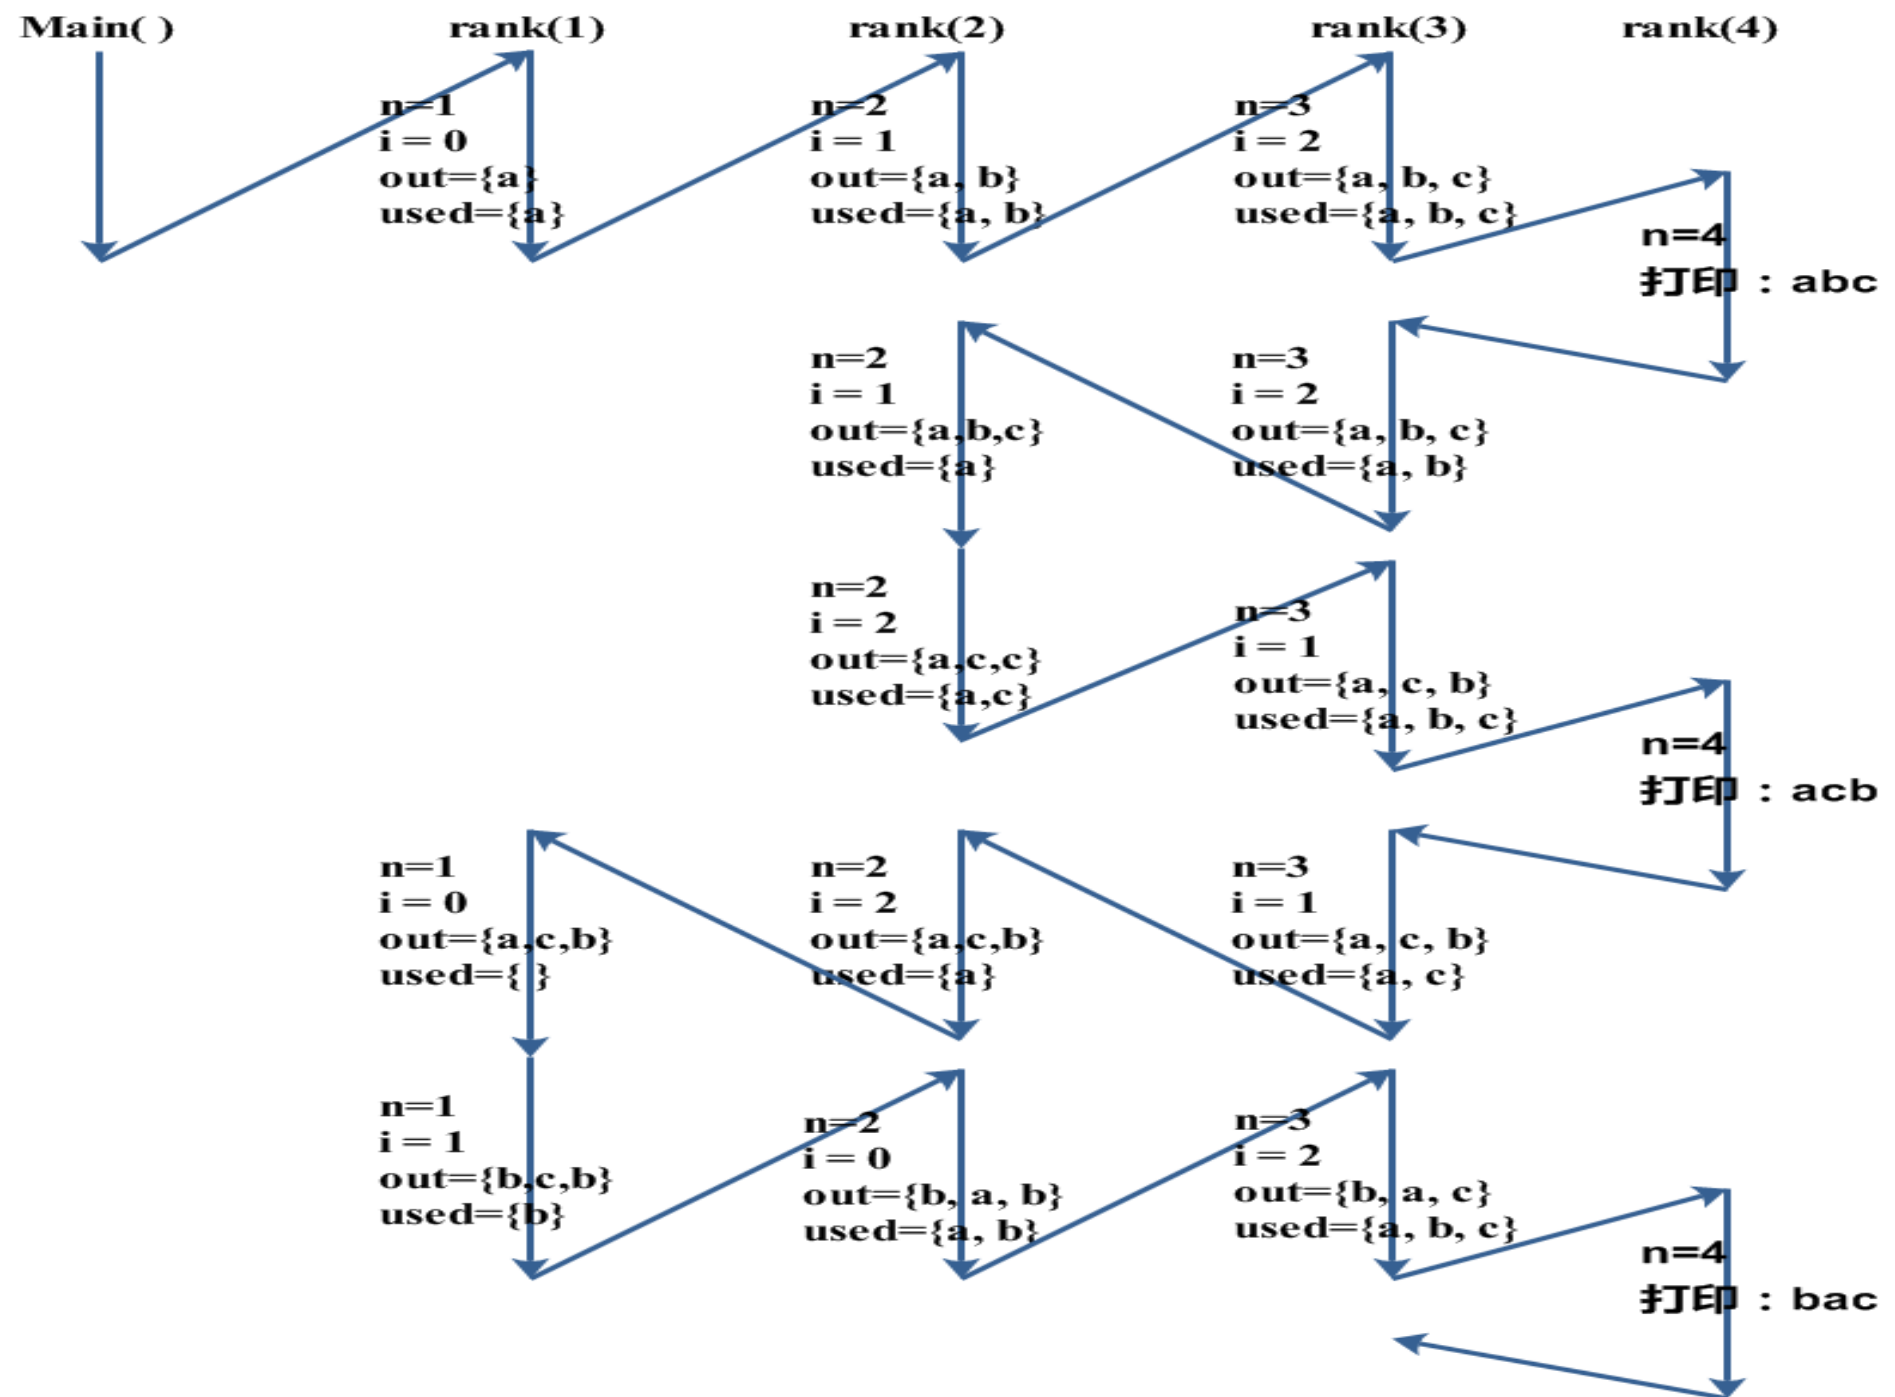 Main( )
rank(1)
rank(2)
rank(3)
rank(4)
n=1
i = 0
out={a}
used={a}
n=2
i = 1
out={a, b}
used={a, b}
n=3
i = 2
out={a, b, c}
used={a, b, c}
n=4
打印：abc
n=2
i = 1
out={a,b,c}
used={a}
n=3
i = 2
out={a, b, c}
used={a, b}
n=2
i = 2
out={a,c,c}
used={a,c}
n=3
i = 1
out={a, c, b}
used={a, b, c}
n=4
打印：acb
n=1
i = 0
out={a,c,b}
used={ }
n=2
i = 2
out={a,c,b}
used={a}
n=3
i = 1
out={a, c, b}
used={a, c}
n=1
i = 1
out={b,c,b}
used={b}
n=2
i = 0
out={b, a, b}
used={a, b}
n=3
i = 2
out={b, a, c}
used={a, b, c}
n=4
打印：bac